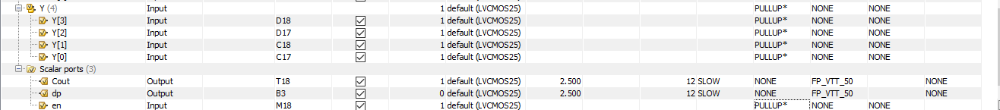 Y (4) Input 1 default (LVCMOS25) PULLUP* NONE NONE
Y[3] Input D18 1 default (LVCMOS25) PULLUP* NONE NONE
Y[2] Input D17 1 default (LVCMOS25) PULLUP* NONE NONE
Y[1] Input C18 1 default (LVCMOS25) PULLUP* NONE NONE
Y[0] Input C17 1 default (LVCMOS25) PULLUP* NONE NONE
Scalar ports (3)
Cout Output T18 1 default (LVCMOS25) 2.500 12 SLOW NONE FP_VTT_50 NONE
dp Output B3 0 default (LVCMOS25) 2.500 12 SLOW NONE FP_VTT_50 NONE
en Input M18 1 default (LVCMOS25) PULLUP* NONE NONE